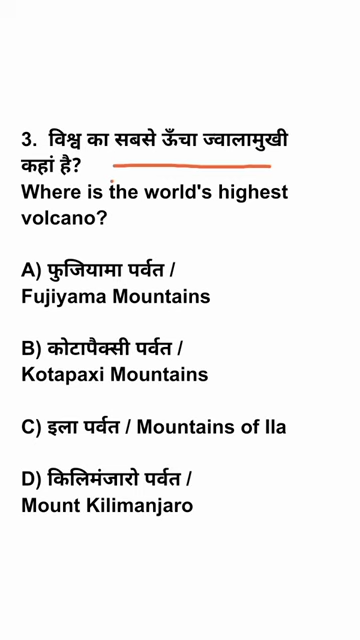 3. विश्व का सबसे ऊँचा ज्वालामुखी
कहां है?
Where is the world's highest
volcano?
A) फुजियामा पर्वत /
Fujiyama Mountains
B) कोटापैक्सी पर्वत /
Kotapaxi Mountains
C) इला पर्वत / Mountains of Ila
D) किलिमंजारो पर्वत /
Mount Kilimanjaro